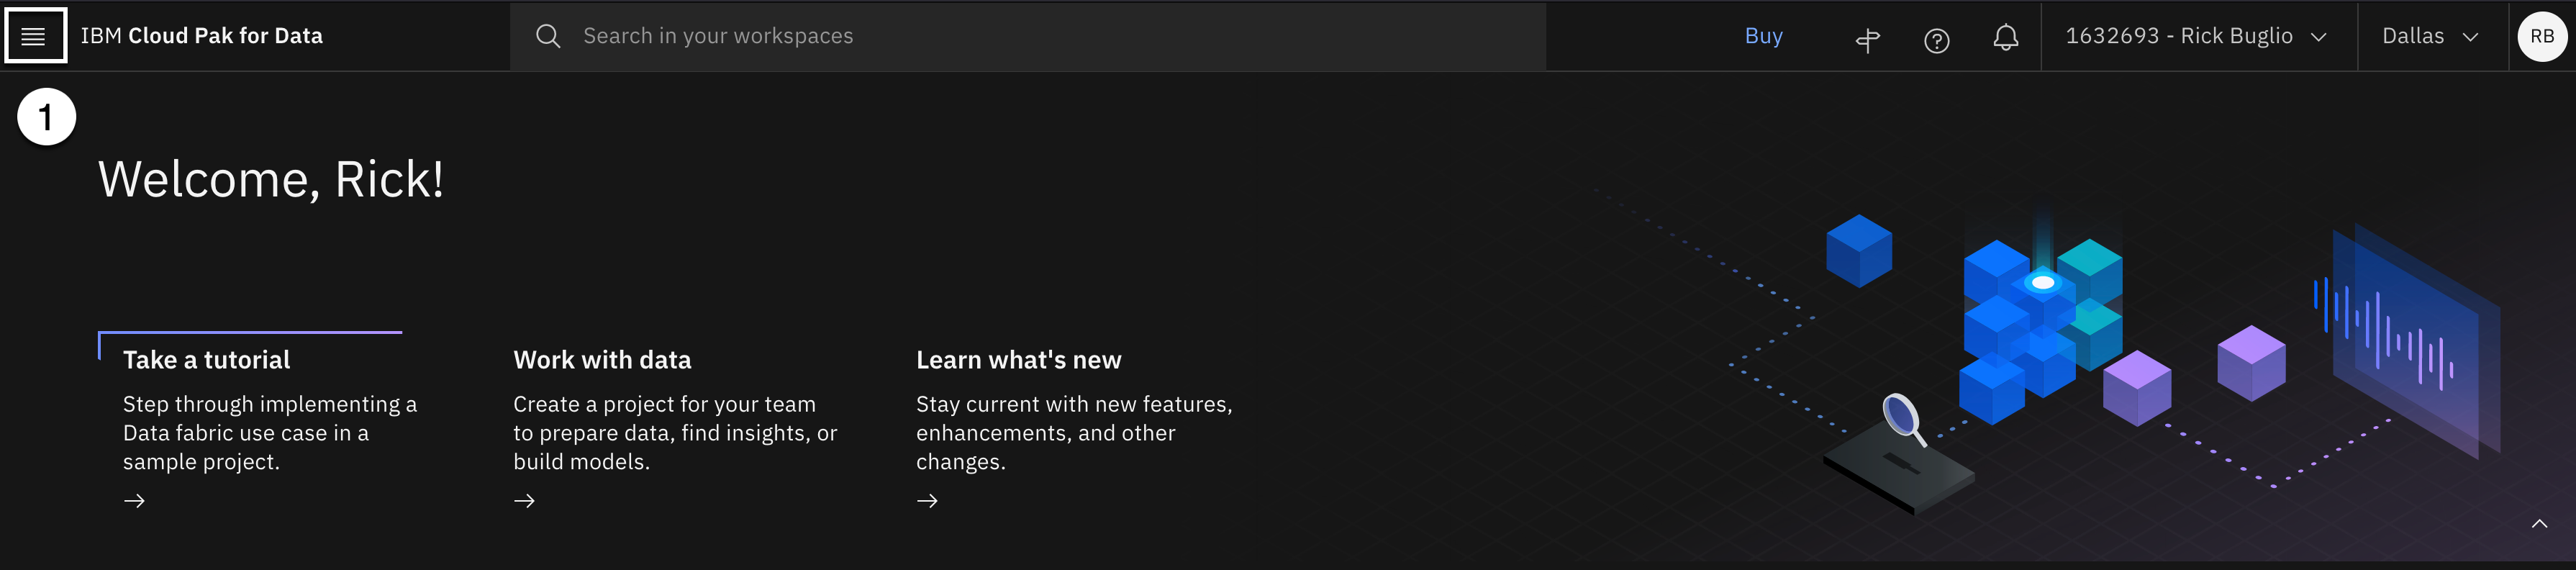 IBM Cloud Pak for Data
Search in your workspaces
Buy
1632693 - Rick Buglio
Dallas
RB
1
Welcome, Rick!
Take a tutorial
Step through implementing a
Data fabric use case in a
sample project.
Work with data
Create a project for your team
to prepare data, find insights, or
build models.
Learn what's new
Stay current with new features,
enhancements, and other
changes.